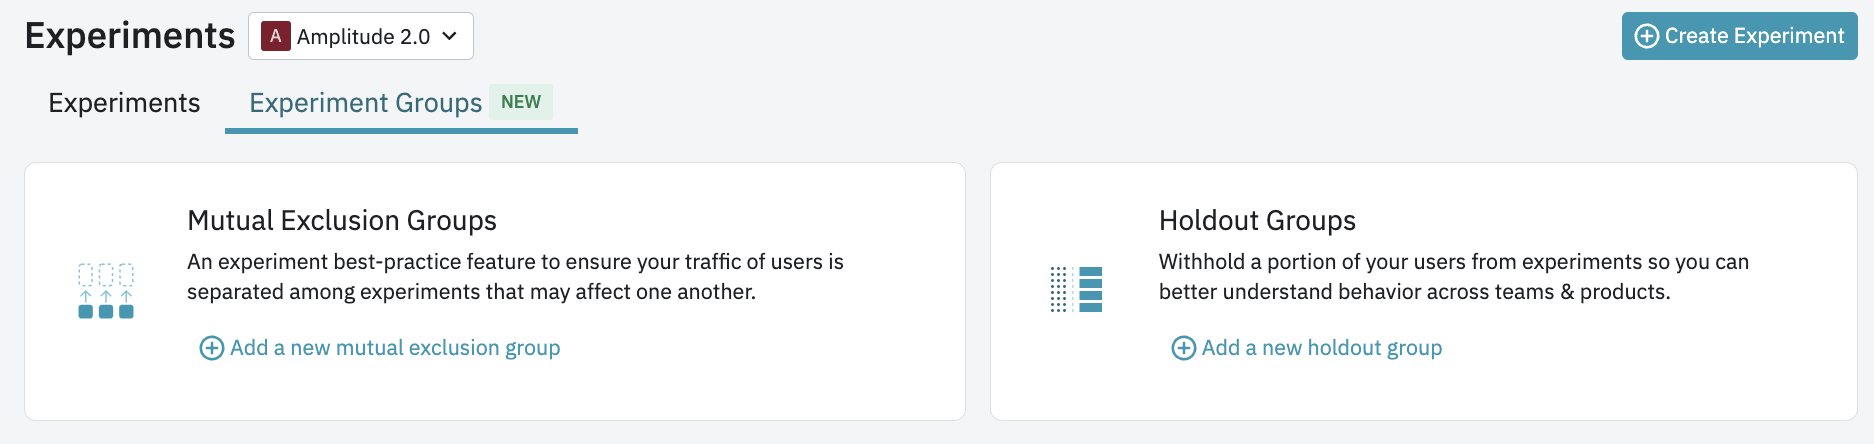 Experiments
A Amplitude 2.0
Create Experiment
Experiments
Experiment Groups NEW
Mutual Exclusion Groups
An experiment best-practice feature to ensure your traffic of users is
separated among experiments that may affect one another.
Add a new mutual exclusion group
Holdout Groups
Withhold a portion of your users from experiments so you can
better understand behavior across teams & products.
Add a new holdout group